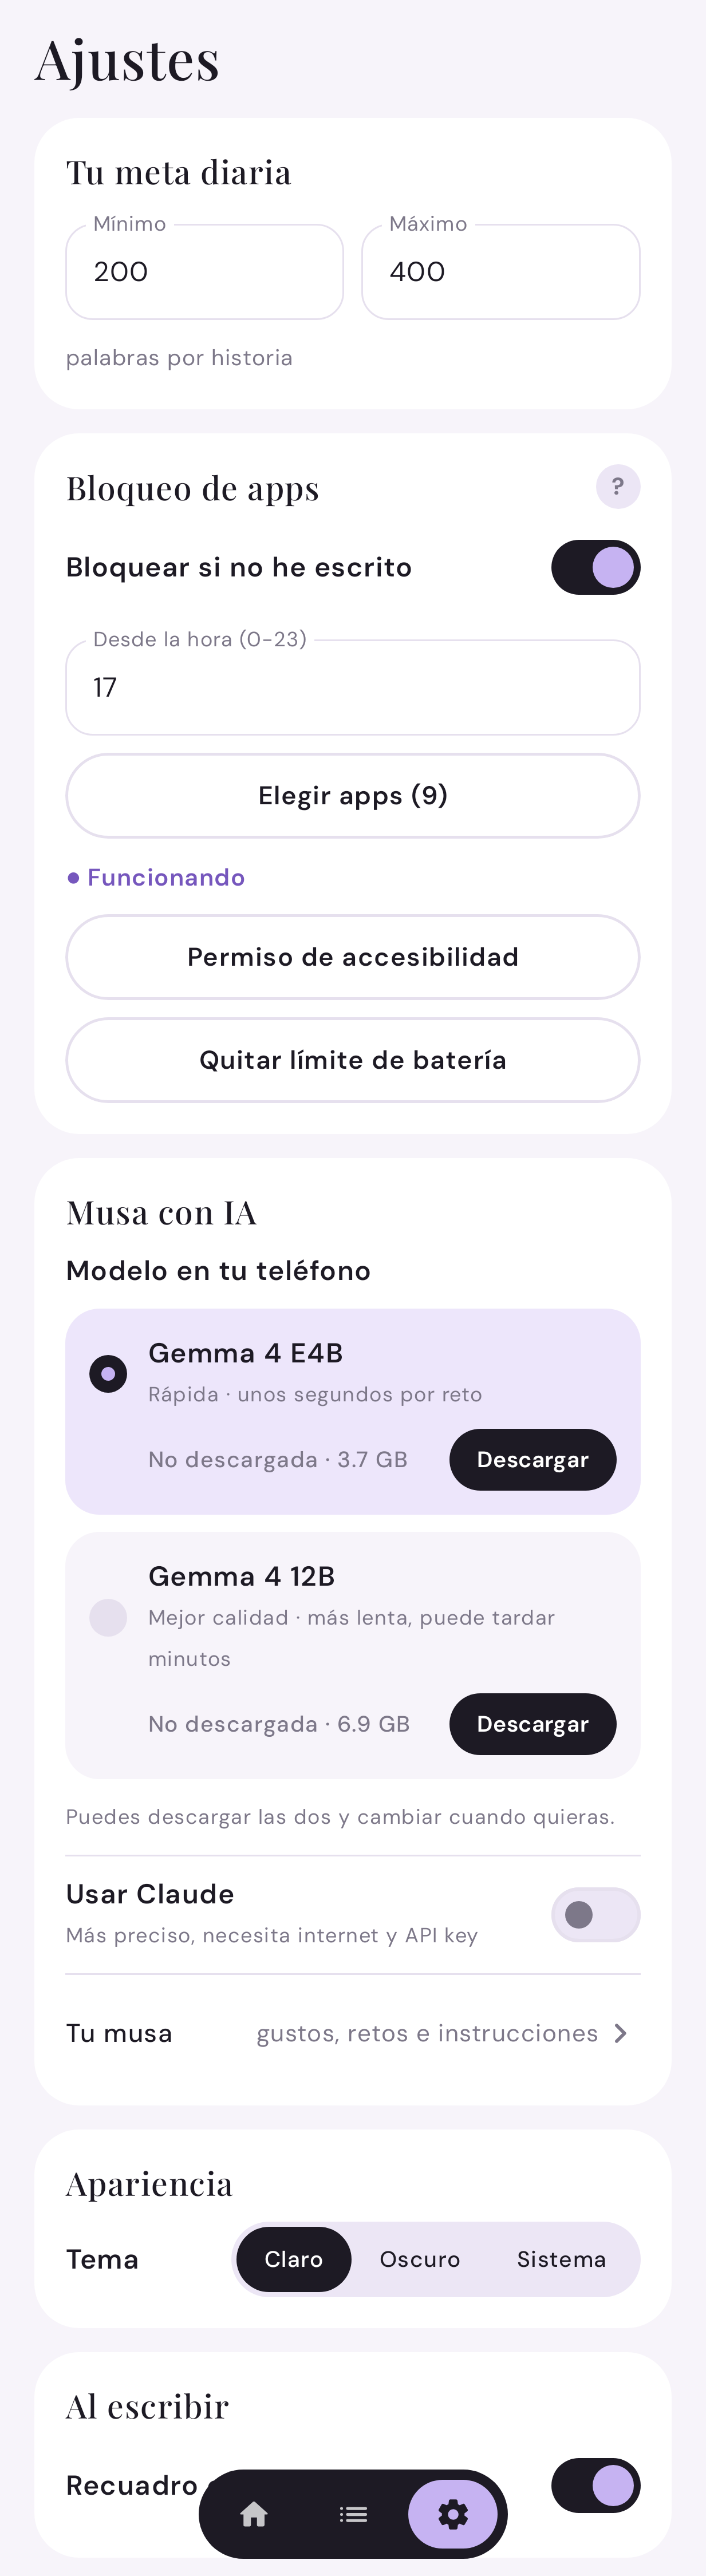 Ajustes
Tu meta diaria
Mínimo
Máximo
200
400
palabras por historia
Bloqueo de apps
?
Bloquear si no he escrito
Desde la hora (0-23)
17
Elegir apps (9)
Funcionando
Permiso de accesibilidad
Quitar límite de batería
Musa con IA
Modelo en tu teléfono
Gemma 4 E4B
Rápida · unos segundos por reto
No descargada · 3.7 GB
Descargar
Gemma 4 12B
Mejor calidad · más lenta, puede tardar
minutos
No descargada · 6.9 GB
Descargar
Puedes descargar las dos y cambiar cuando quieras.
Usar Claude
Más preciso, necesita internet y API key
Tu musa
gustos, retos e instrucciones
Apariencia
Tema
Claro
Oscuro
Sistema
Al escribir
Recuadro